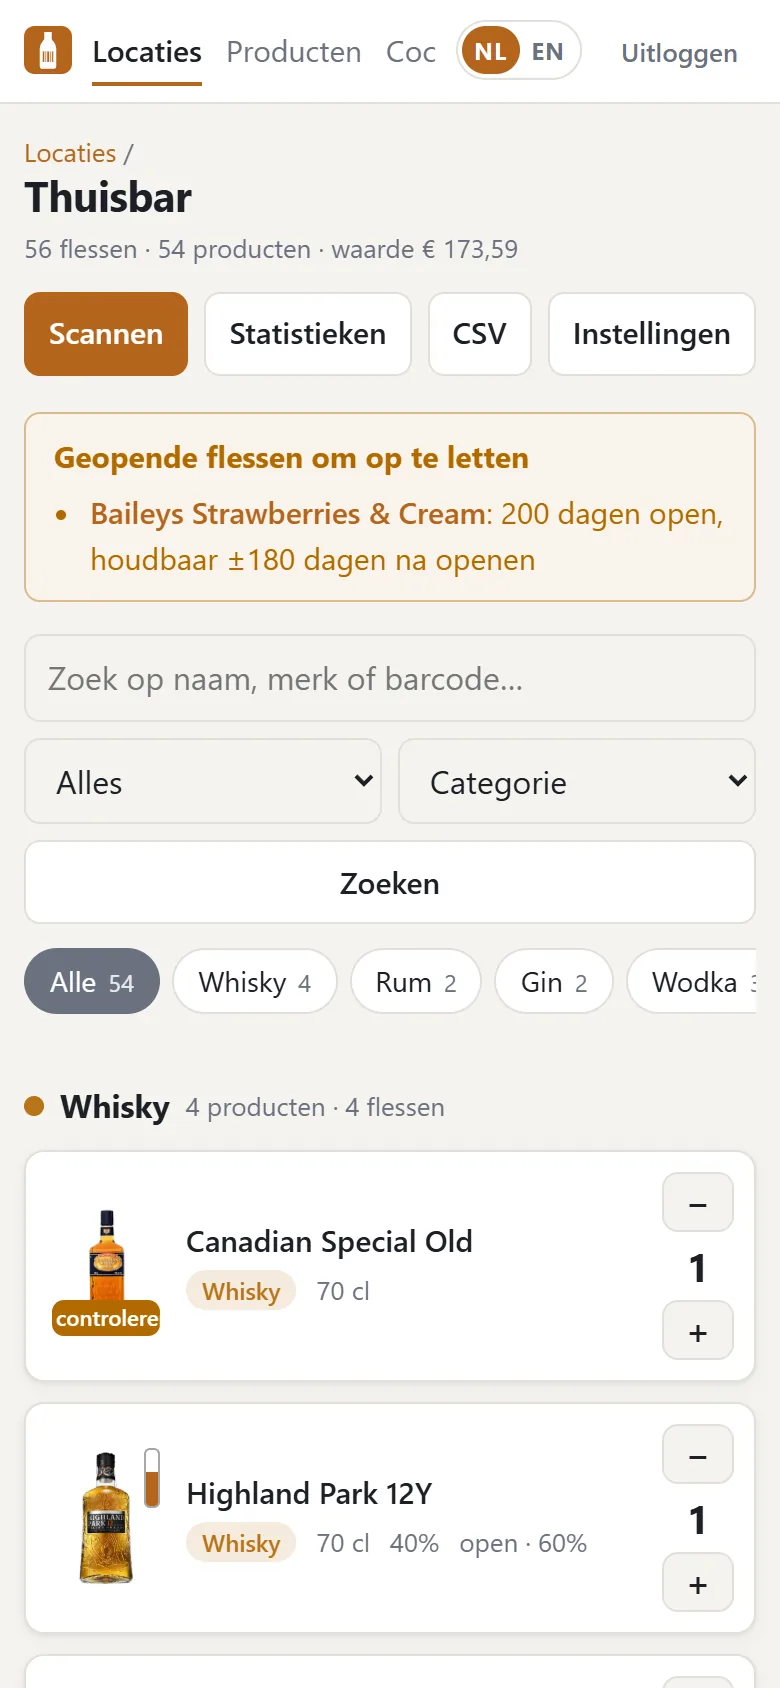 Locaties Producten Coc NL EN Uitloggen
Locaties /
Thuisbar
56 flessen · 54 producten · waarde € 173,59
Scannen Statistieken CSV Instellingen
Geopende flessen om op te letten
• Baileys Strawberries & Cream: 200 dagen open,
houdbaar ±180 dagen na openen
Zoek op naam, merk of barcode...
Alles Categorie
Zoeken
Alle 54 Whisky 4 Rum 2 Gin 2 Wodka
Whisky 4 producten · 4 flessen
−
Canadian Special Old
1
Whisky 70 cl
controlere
+
−
Highland Park 12Y
HIGHLAND
PARK
1
Whisky 70 cl 40% open · 60%
+